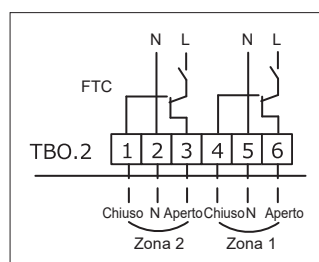 N L N L
FTC
TBO.2 1 2 3 4 5 6
Chiuso N Aperto Chiuso N Aperto
Zona 2 Zona 1